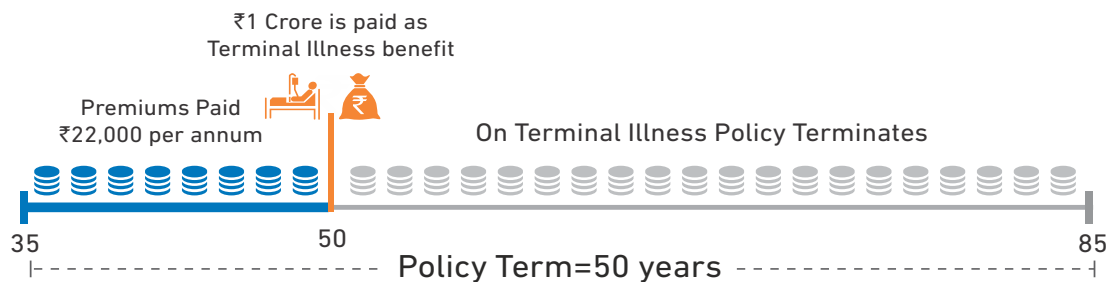 ₹1 Crore is paid as
Terminal Illness benefit
Premiums Paid
₹22,000 per annum
₹
On Terminal Illness Policy Terminates
35
50
85
Policy Term=50 years